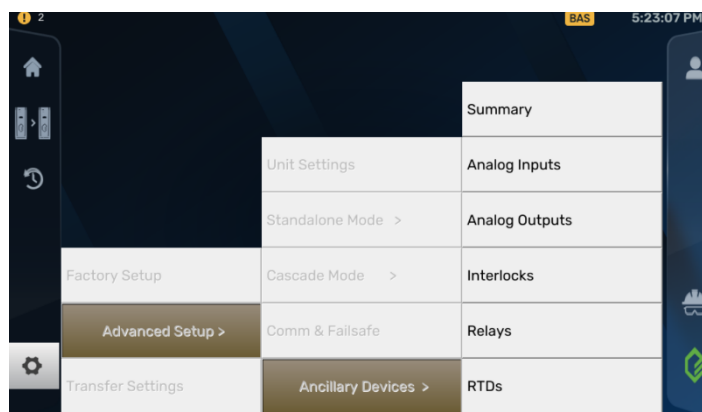 2
BAS
5:23:07 PM
Summary
Unit Settings
Analog Inputs
Standalone Mode >
Analog Outputs
Factory Setup
Cascade Mode >
Interlocks
Advanced Setup >
Comm & Failsafe
Relays
Transfer Settings
Ancillary Devices >
RTDs